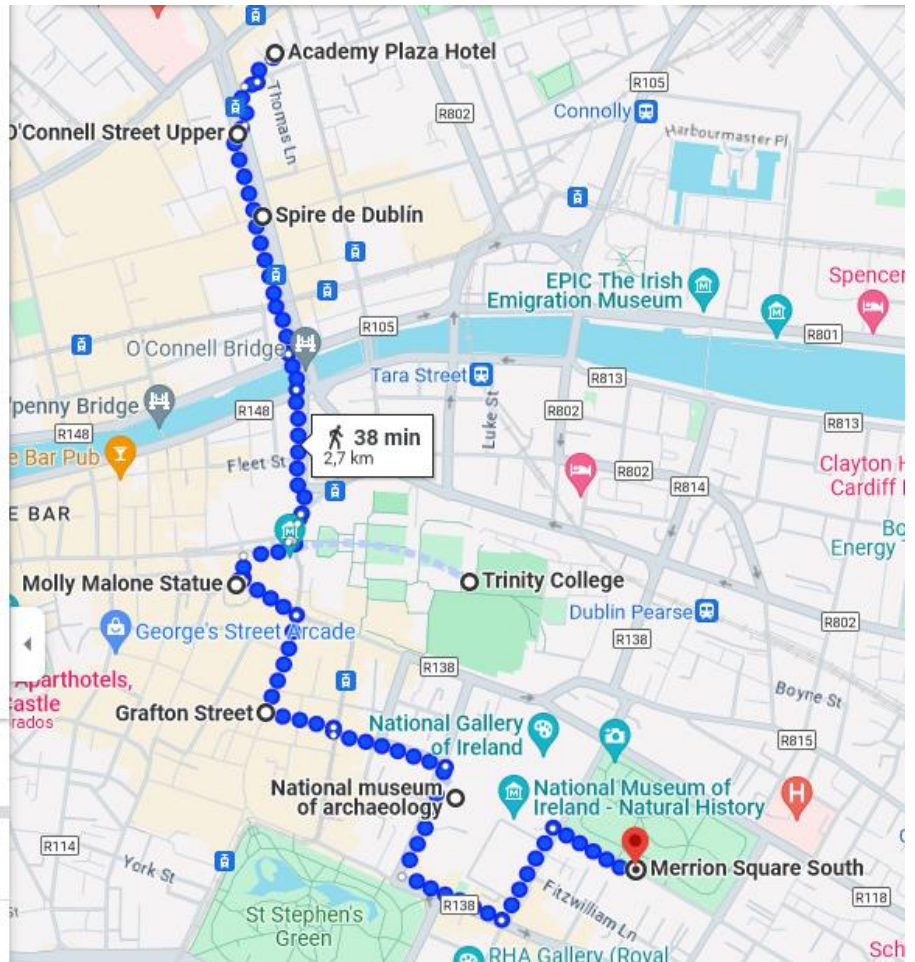 Academy Plaza Hotel
R105
R802
Connolly
Thomas Ln
O'Connell Street Upper
Harbourmaster Pl
Spire de Dublín
EPIC The Irish
Emigration Museum
Spencer
R105
R801
O'Connell Bridge
Tara Street
R813
'penny Bridge
R148
R802
Luke St
R813
38 min
2,7 km
R148
e Bar Pub
Fleet St
R802
Clayton H
Cardiff
R814
E BAR
Bo
Energy T
Molly Malone Statue
Trinity College
Dublin Pearse
R802
George's Street Arcade
R138
R138
Aparthotels,
Castle
rados
Boyne St
Grafton Street
National Gallery
of Ireland
R815
National museum
of archaeology
National Museum of
Ireland - Natural History
H
R114
York St
Merrion Square South
St Stephen's
Green
R138
Fitzwilliam Ln
R118
St
RHA Gallery (Royal
Sch